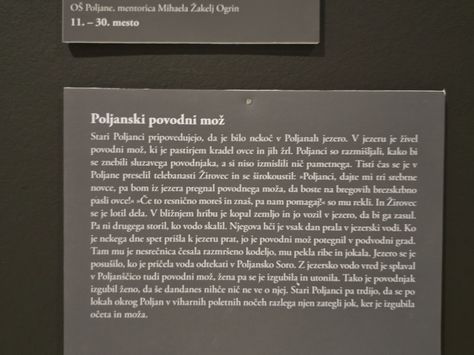 OŠ Poljane, mentorica Mihaela Žakelj Ogrin
11. – 30. mesto
Poljanski povodni mož
Stari Poljanci pripovedujejo, da je bilo nekoč v Poljanah jezero. V jezeru je živel
povodni mož, ki je pastirjem kradel ovce in jih žrl. Poljanci so razmišljali, kako bi
se znebili sluzavega povodnjaka, a si niso izmislili nič pametnega. Tisti čas se je v
Poljane preselil telebanasti Žirovec in se širokoustil: »Poljanci, dajte mi tri srebrne
novce, pa bom iz jezera pregnal povodnega moža, da boste na bregovih brezskrbno
pasli ovce!« »Če to resnično moreš in znaš, pa nam pomagaj!« so mu rekli. In Žirovec
se je lotil dela. V bližnjem hribu je kopal zemljo in jo vozil v jezero, da bi ga zasul.
Pa ni drugega storil, ko vodo skalil. Njegova hči je vsak dan prala v jezerski vodi. Ko
je nekega dne spet prišla k jezeru prat, jo je povodni mož potegnil v podvodni grad.
Tam mu je nesrečnica česala razmršeno kodeljo, mu pekla ribe in jokala. Jezero se je
posušilo, ko je pričela voda odtekati v Poljansko Soro. Z jezersko vodo vred je splaval
v Poljanščico tudi povodni mož, žena pa se je izgubila in utonila. Tako je povodnjak
izgubil ženo, da še dandanes nihče nič ne ve o njej. Stari Poljanci pa trdijo, da se po
lokah okrog Poljan v viharnih poletnih nočeh razlega njen zategli jok, ker je izgubila
očeta in moža.